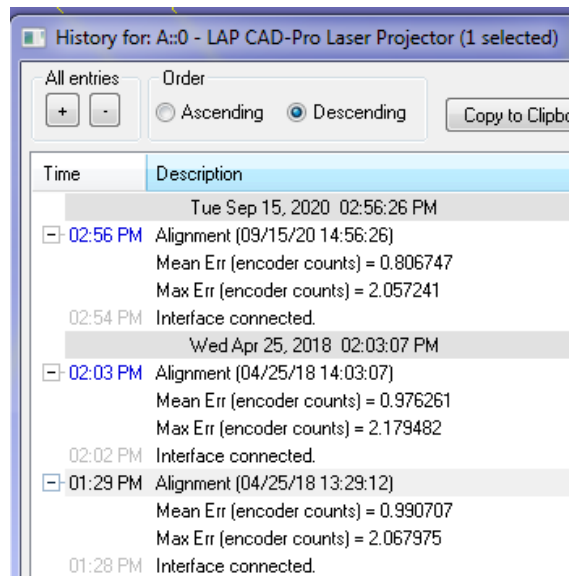 History for: A::0 - LAP CAD-Pro Laser Projector (1 selected)
All entries Order
+ - Ascending Descending Copy to
Time Description
Tue Sep 15, 2020 02:56:26 PM
02:56 PM Alignment (09/15/20 14:56:26)
Mean Err (encoder counts) = 0.806747
Max Err (encoder counts) = 2.057241
02:54 PM Interface connected.
Wed Apr 25, 2018 02:03:07 PM
02:03 PM Alignment (04/25/18 14:03:07)
Mean Err (encoder counts) = 0.976261
Max Err (encoder counts) = 2.179482
02:02 PM Interface connected.
01:29 PM Alignment (04/25/18 13:29:12)
Mean Err (encoder counts) = 0.990707
Max Err (encoder counts) = 2.067975
01:28 PM Interface connected.